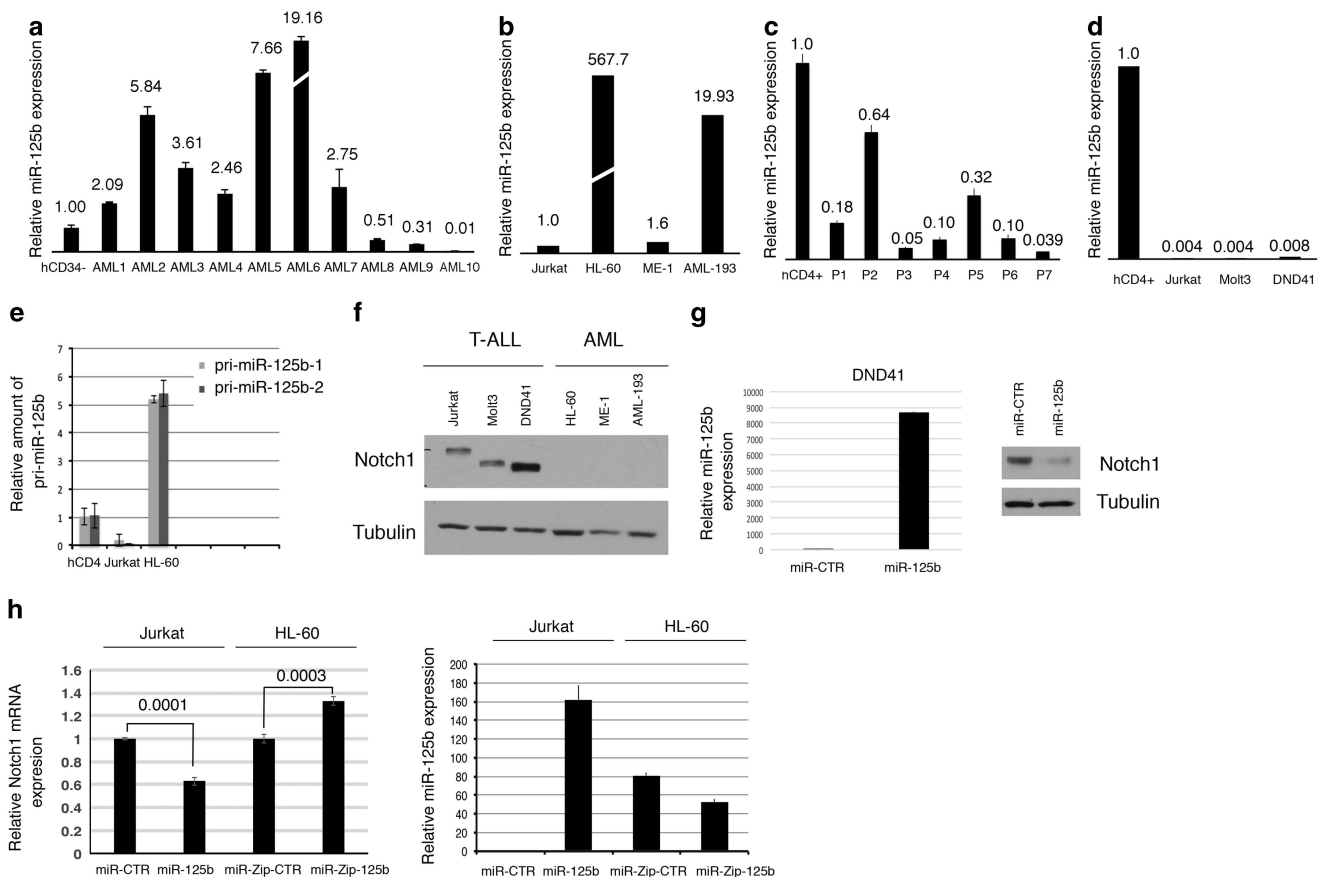 a
Relative miR-125b expression
1.00
2.09
5.84
3.61
2.46
7.66
19.16
2.75
0.51
0.31
0.01
hCD34- AML1 AML2 AML3 AML4 AML5 AML6 AML7 AML8 AML9 AML10
b
Relative miR-125b expression
1.0
567.7
1.6
19.93
Jurkat HL-60 ME-1 AML-193
c
Relative miR-125b expression
1.0
0.18
0.64
0.05
0.10
0.32
0.10
0.039
nCD4+ P1 P2 P3 P4 P5 P6 P7
d
Relative miR-125b expression
1.0
0.004
0.004
0.008
hCD4+ Jurkat Molt3 DND41
e
Relative amount of
pri-miR-125b
7
6
5
4
3
2
1
0
pri-miR-125b-1
pri-miR-125b-2
hCD4 Jurkat HL-60
f
T-ALL AML
Jurkat
Molt3
DND41
HL-60
ME-1
AML-193
Notch1
Tubulin
g
DND41
Relative miR-125b
expression
10000
9000
8000
7000
6000
5000
4000
3000
2000
1000
0
miR-CTR miR-125b
miR-CTR
miR-125b
Notch1
Tubulin
h
Jurkat HL-60
Relative Notch1 mRNA
expresion
1.6
1.4
1.2
1
0.8
0.6
0.4
0.2
0
0.0001
0.0003
miR-CTR miR-125b miR-Zip-CTR miR-Zip-125b
Jurkat HL-60
Relative miR-125b expression
200
180
160
140
120
100
80
60
40
20
0
miR-CTR miR-125b miR-Zip-CTR miR-Zip-125b